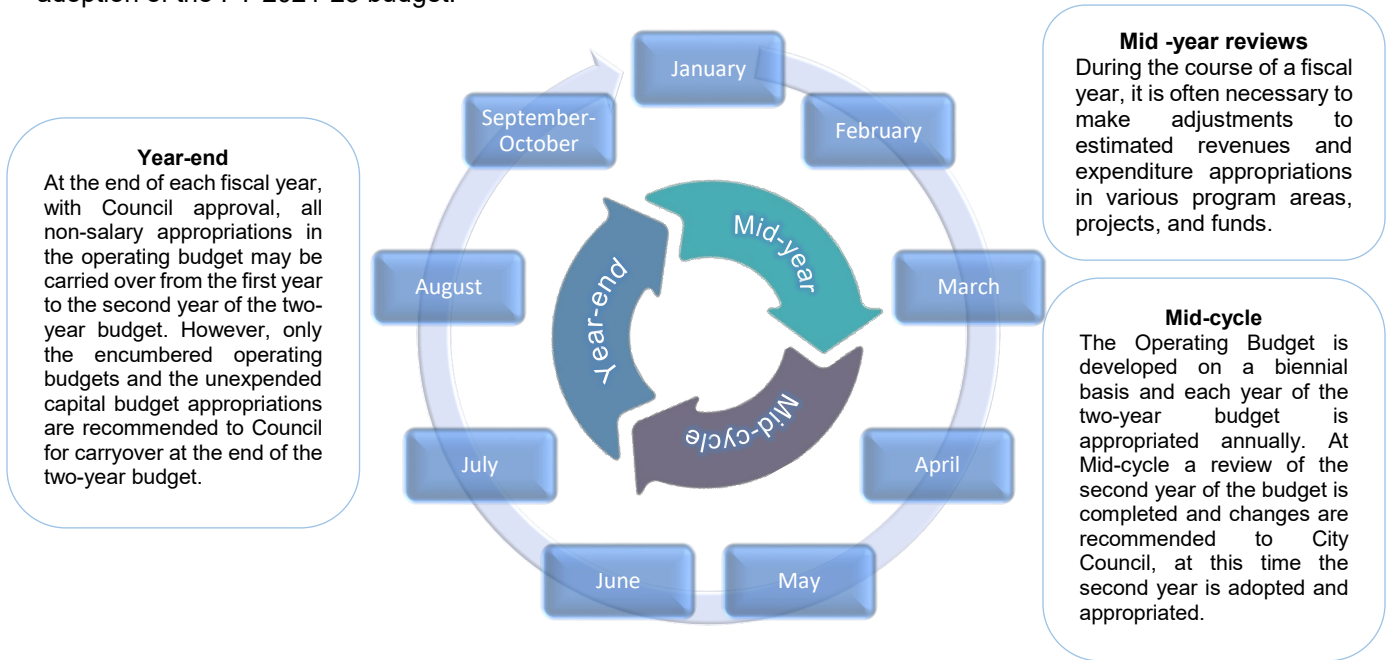 January
February
March
April
May
June
July
August
September-
October
Mid-year
Mid-cycle
Year-end
Year-end
At the end of each fiscal year,
with Council approval, all
non-salary appropriations in
the operating budget may be
carried over from the first year
to the second year of the two-
year budget. However, only
the encumbered operating
budgets and the unexpended
capital budget appropriations
are recommended to Council
for carryover at the end of the
two-year budget.
Mid -year reviews
During the course of a fiscal
year, it is often necessary to
make adjustments to
estimated revenues and
expenditure appropriations
in various program areas,
projects, and funds.
Mid-cycle
The Operating Budget is
developed on a biennial
basis and each year of the
two-year budget is
appropriated annually. At
Mid-cycle a review of the
second year of the budget is
completed and changes are
recommended to City
Council, at this time the
second year is adopted and
appropriated.